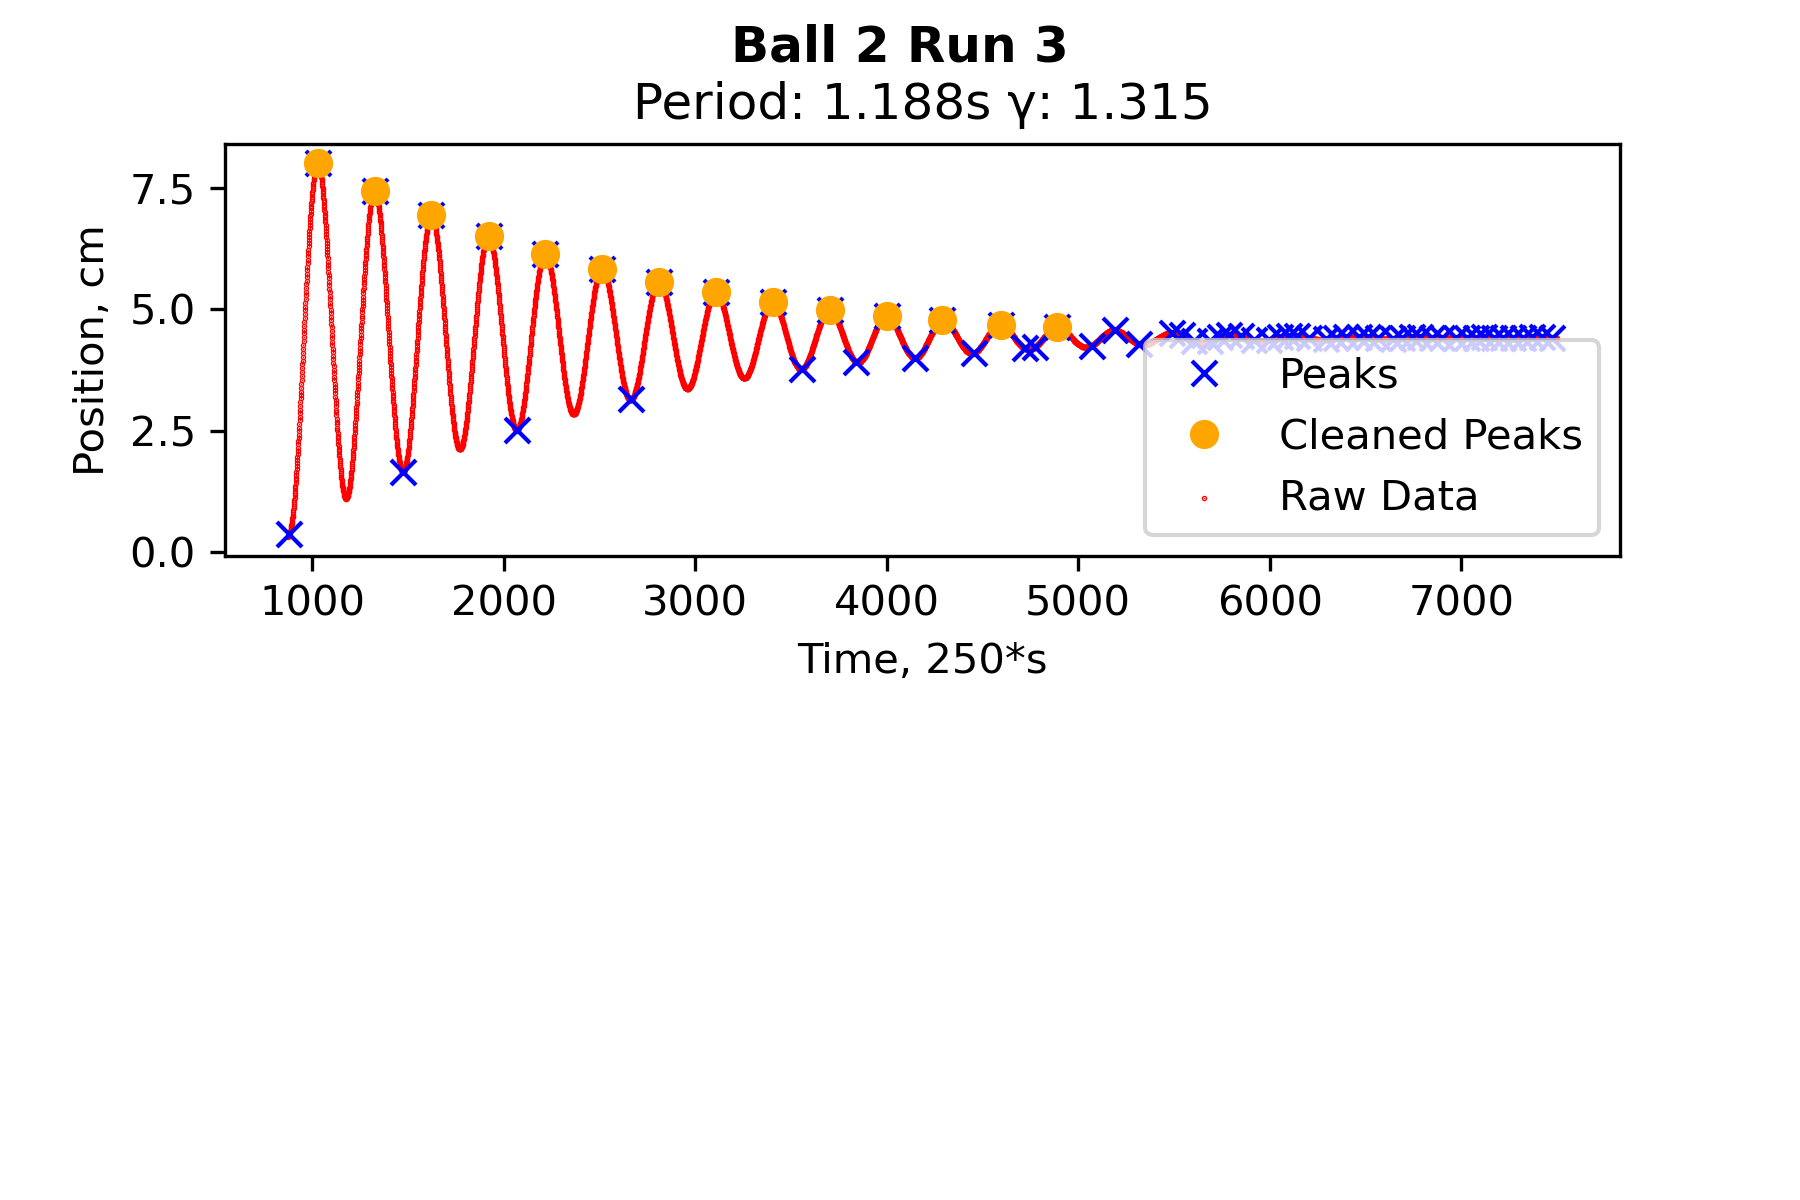 Ball 2 Run 3
Period: 1.188s γ: 1.315
Position, cm
7.5
5.0
2.5
0.0
1000 2000 3000 4000 5000 6000 7000
Time, 250*s
Peaks
Cleaned Peaks
Raw Data